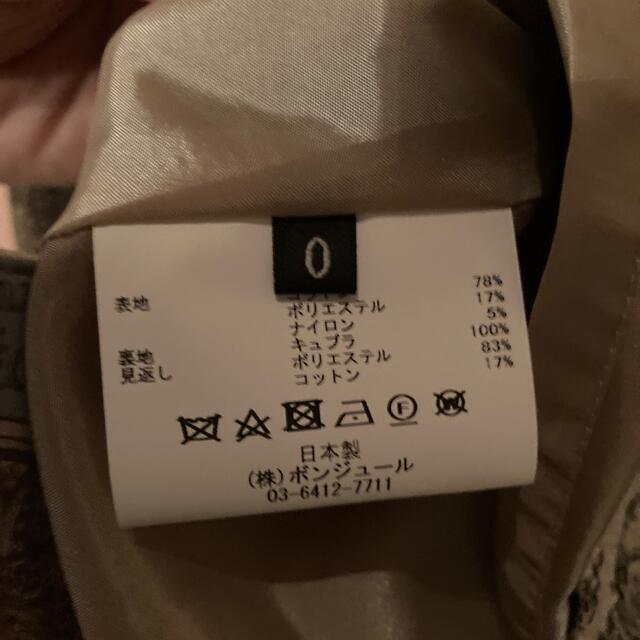 0
78%
表地 ポリエステル 17%
ナイロン 5%
裏地 キュプラ 100%
見返し ポリエステル 83%
コットン 17%
F W
日本製
(株)ボンジュール
03-6412-7711